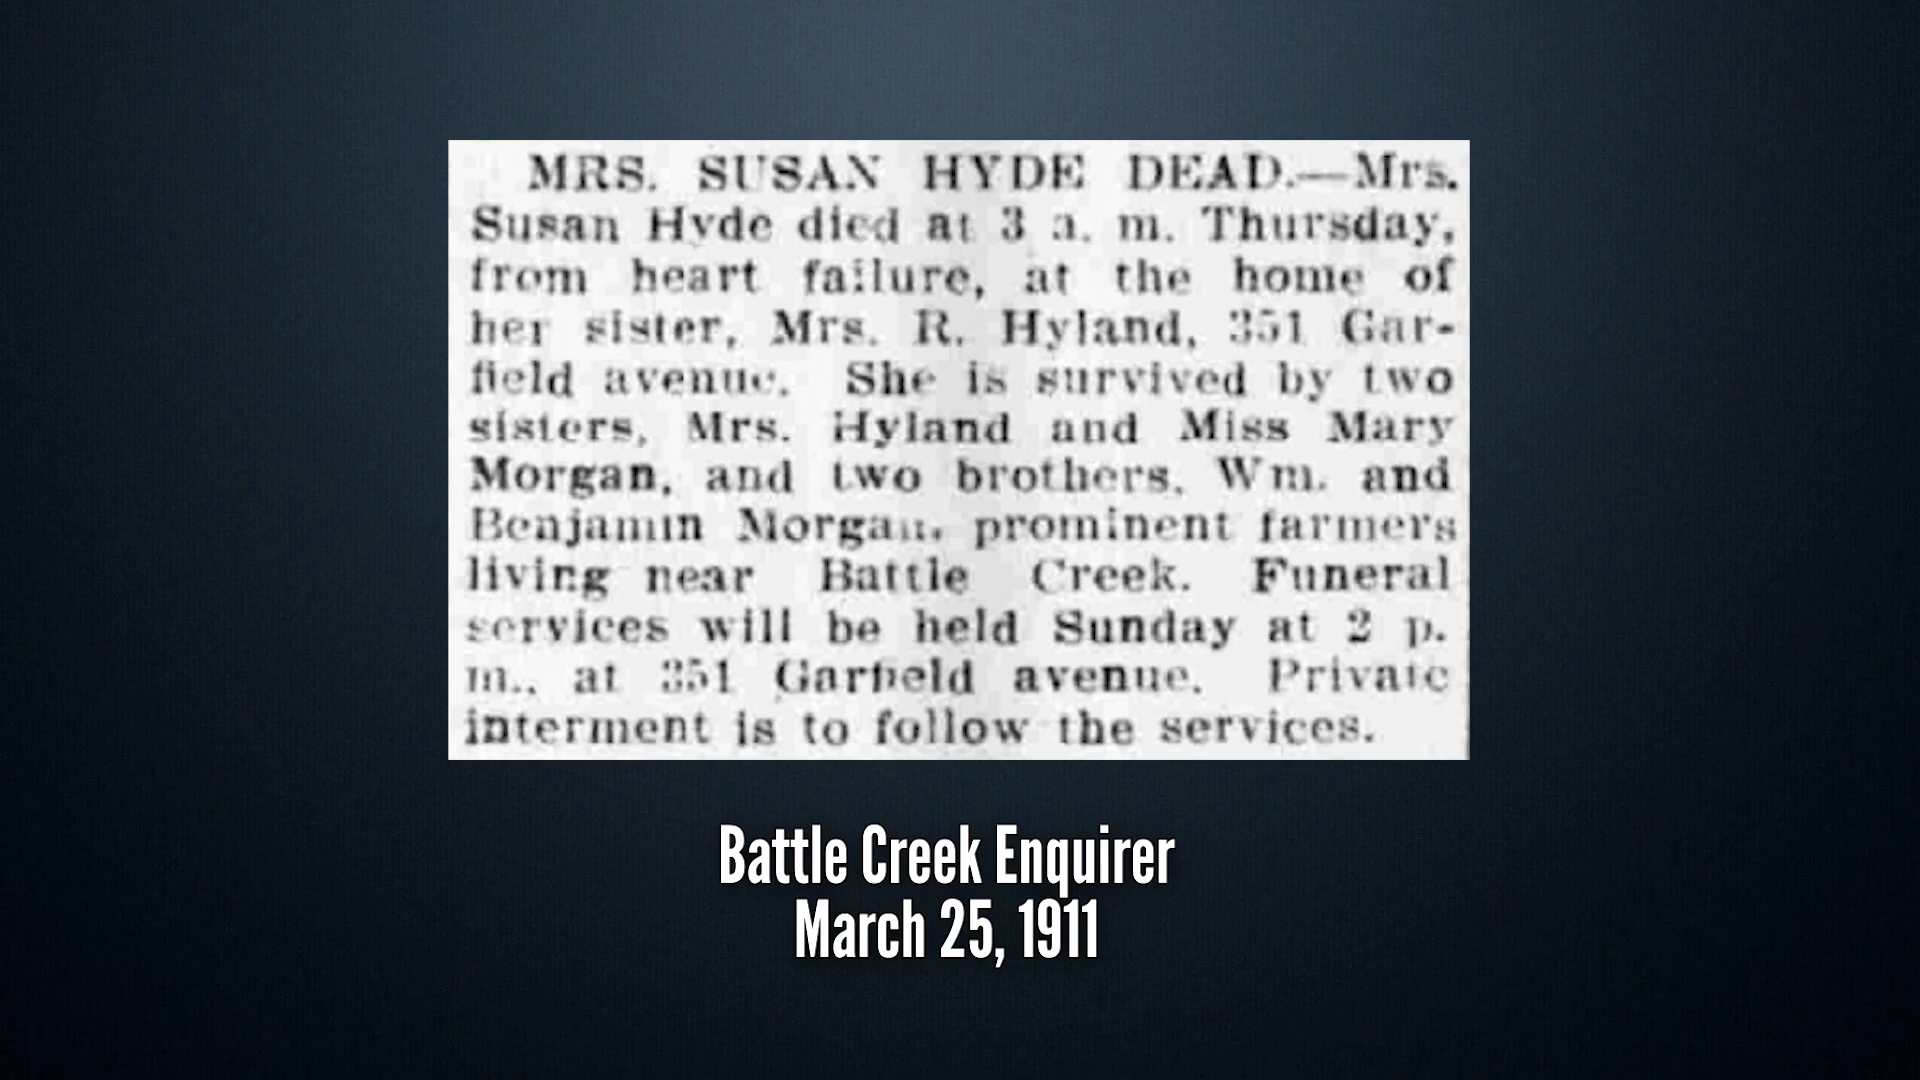 MRS. SUSAN HYDE DEAD.—Mrs.
Susan Hyde died at 3 a. m. Thursday,
from heart failure, at the home of
her sister, Mrs. R. Hyland, 351 Gar-
field avenue. She is survived by two
sisters, Mrs. Hyland and Miss Mary
Morgan, and two brothers, Wm. and
Benjamin Morgan, prominent farmers
living near Battle Creek. Funeral
services will be held Sunday at 2 p.
m., at 351 Garfield avenue. Private
interment is to follow the services.
Battle Creek Enquirer
March 25, 1911